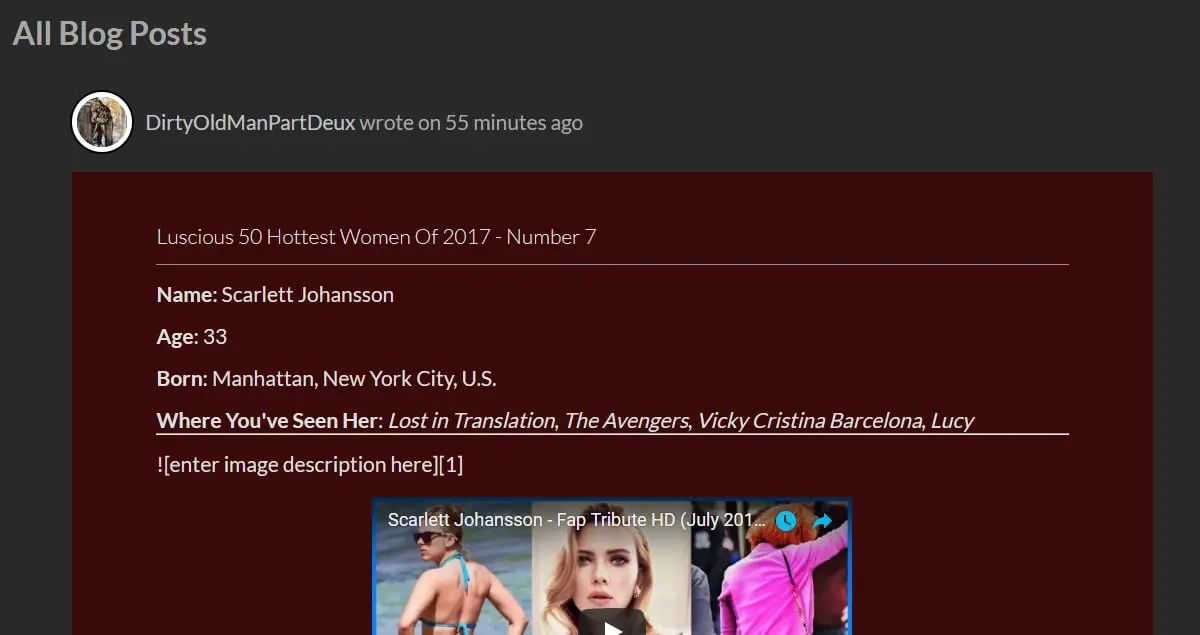 All Blog Posts
DirtyOldManPartDeux wrote on 55 minutes ago
Luscious 50 Hottest Women Of 2017 - Number 7
Name: Scarlett Johansson
Age: 33
Born: Manhattan, New York City, U.S.
Where You've Seen Her: Lost in Translation, The Avengers, Vicky Cristina Barcelona, Lucy
![enter image description here][1]
Scarlett Johansson - Fap Tribute HD (July 201...